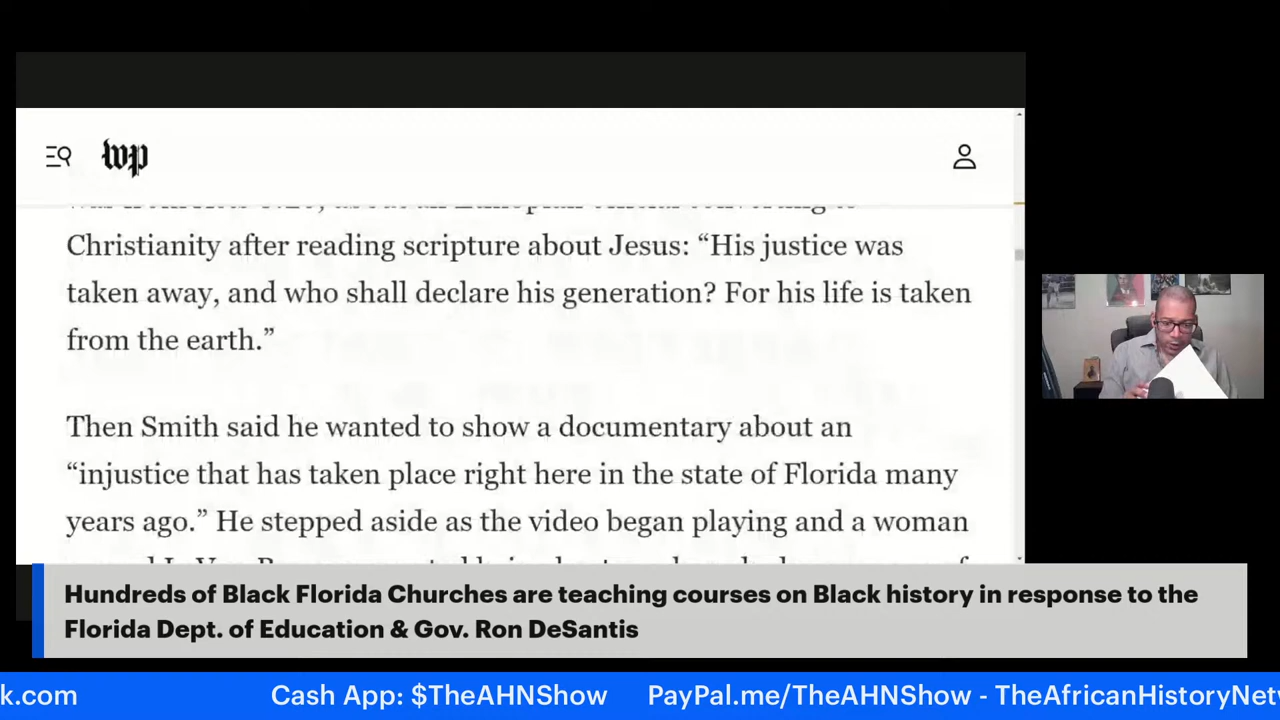 wp
Christianity after reading scripture about Jesus: “His justice was
taken away, and who shall declare his generation? For his life is taken
from the earth.”
Then Smith said he wanted to show a documentary about an
“injustice that has taken place right here in the state of Florida many
years ago.” He stepped aside as the video began playing and a woman
Hundreds of Black Florida Churches are teaching courses on Black history in response to the
Florida Dept. of Education & Gov. Ron DeSantis
k.com Cash App: $TheAHNShow PayPal.me/TheAHNShow - TheAfricanHistoryNetw